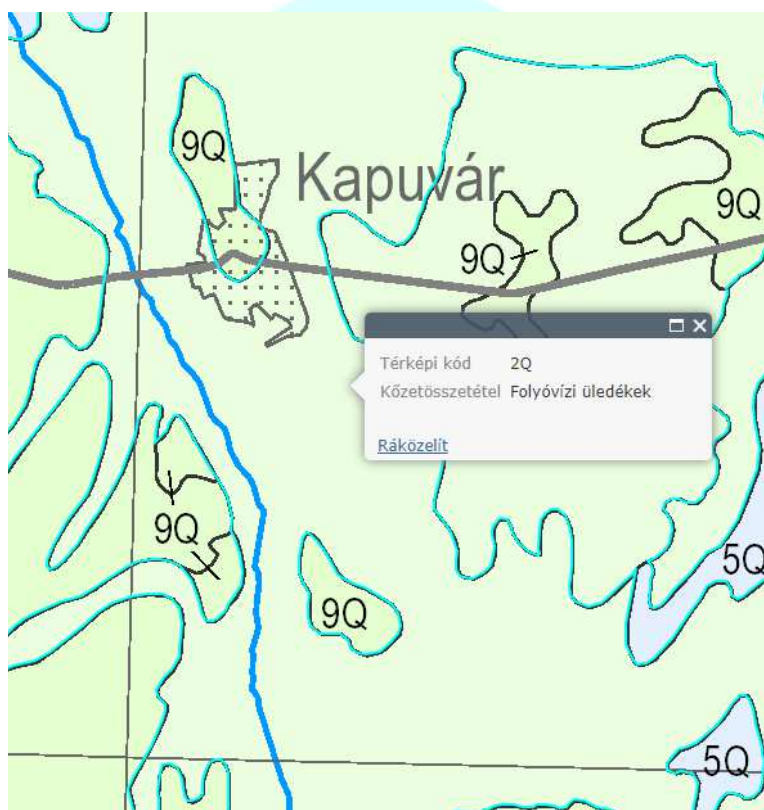 9Q
Kapuvár
9Q
9Q
Térképi kód 2Q
Kőzetösszetétel Folyóvízi üledékek
Ráközelít
9Q
5Q
9Q
5Q